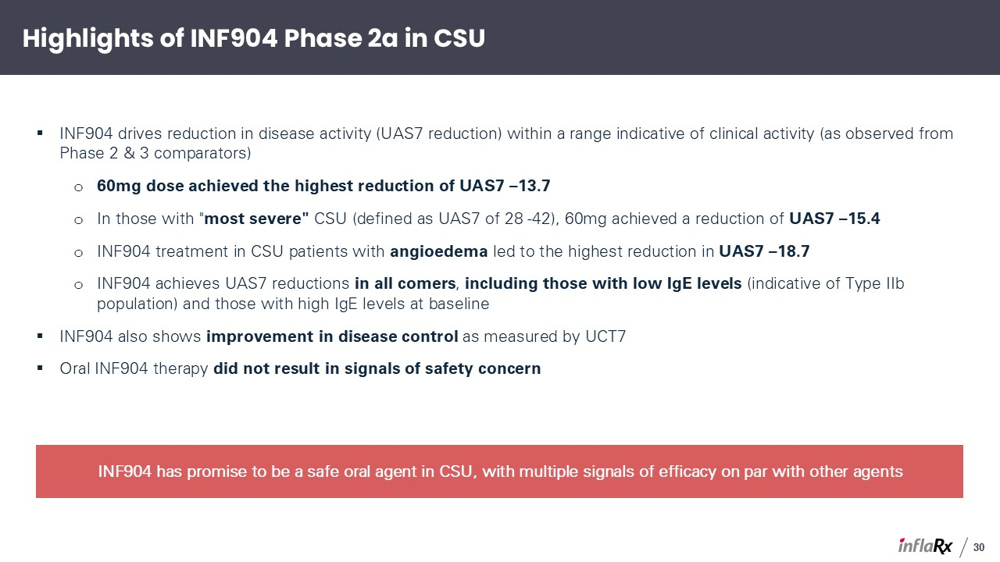 Highlights of INF904 Phase 2a in CSU
▪ INF904 drives reduction in disease activity (UAS7 reduction) within a range indicative of clinical activity (as observed from
Phase 2 & 3 comparators)
o 60mg dose achieved the highest reduction of UAS7 –13.7
o In those with "most severe" CSU (defined as UAS7 of 28 -42), 60mg achieved a reduction of UAS7 –15.4
o INF904 treatment in CSU patients with angioedema led to the highest reduction in UAS7 –18.7
o INF904 achieves UAS7 reductions in all comers, including those with low IgE levels (indicative of Type IIb
population) and those with high IgE levels at baseline
▪ INF904 also shows improvement in disease control as measured by UCT7
▪ Oral INF904 therapy did not result in signals of safety concern
INF904 has promise to be a safe oral agent in CSU, with multiple signals of efficacy on par with other agents
inflaRx / 30